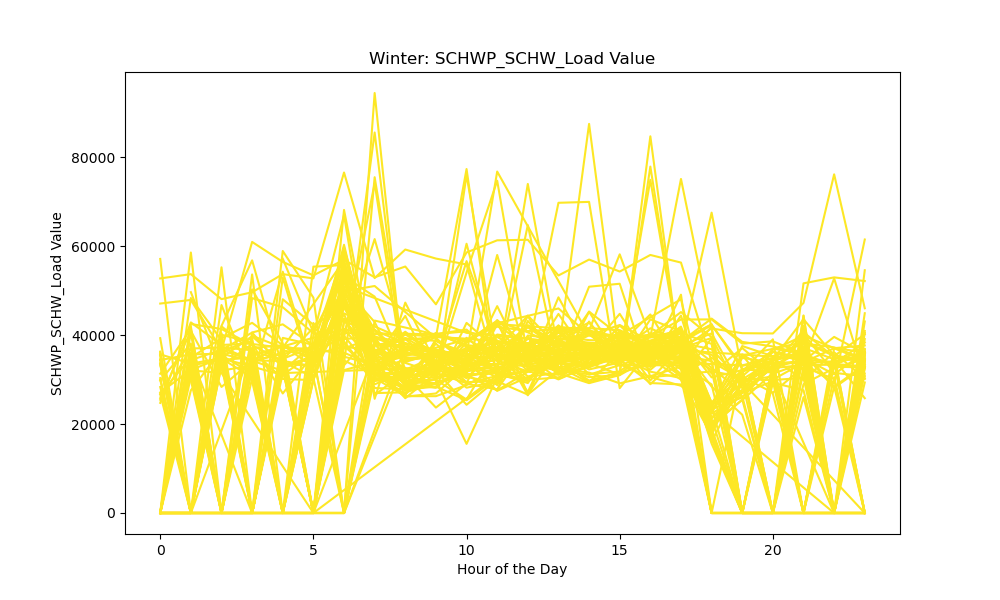 Winter: SCHWP_SCHW_Load Value
80000
60000
40000
20000
0
SCHWP_SCHW_Load Value
0 5 10 15 20
Hour of the Day